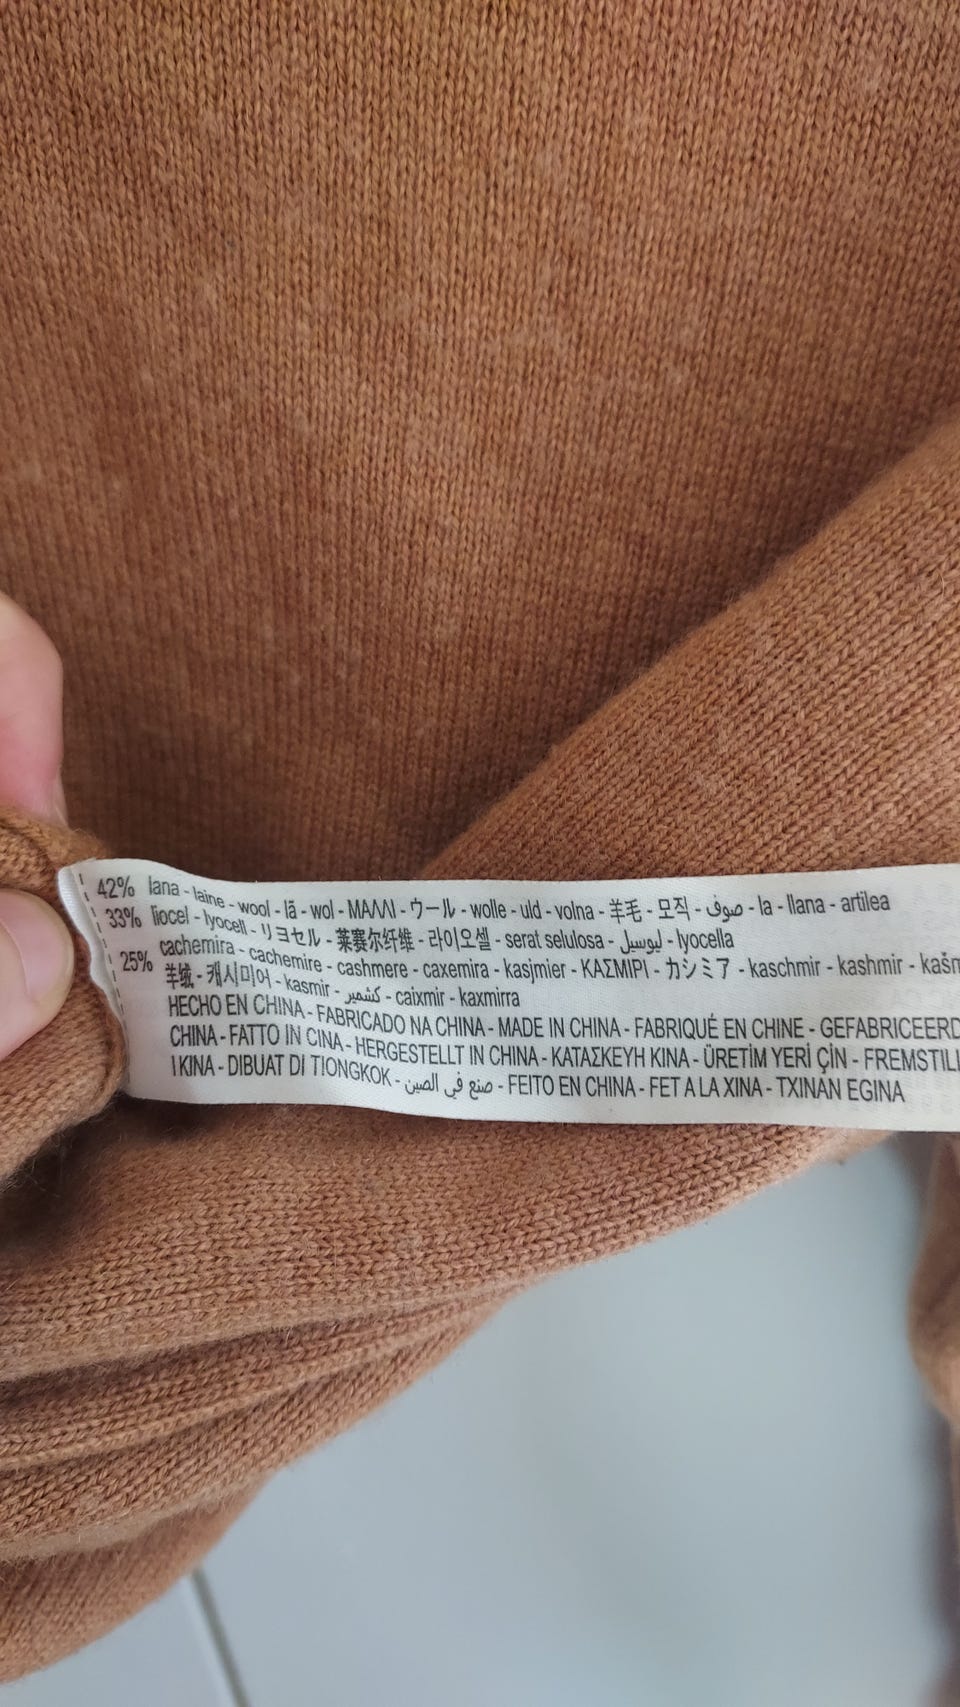 42% lana - laine - wool - lã - wol - ΜΑΛΛΙ - ウール - wolle - uld - volna - 羊毛 - 모직 - صوف - la - llana - artilea
33% liocel - lyocell - リヨセル - 莱赛尔纤维 - 라이오셀 - serat selulosa - ليوسيل - lyocella
25% cachemira - cachemire - cashmere - caxemira - kasjmier - ΚΑΣΜΙΡΙ - カシミア - kaschmir - kashmir - kašm
羊绒 - 캐시미어 - kasmir - كشمير - caixmir - kaxmirra
HECHO EN CHINA - FABRICADO NA CHINA - MADE IN CHINA - FABRIQUÉ EN CHINE - GEFABRICEERD
CHINA - FATTO IN CINA - HERGESTELLT IN CHINA - ΚΑΤΑΣΚΕΥΗ ΚΙΝΑ - ÜRETİM YERİ ÇİN - FREMSTILL
I KINA - DIBUAT DI TIONGKOK - صنع في الصين - FEITO EN CHINA - FET A LA XINA - TXINAN EGINA